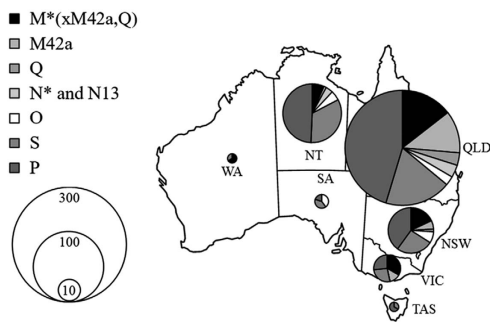 M*(xM42a,Q)
M42a
Q
N* and N13
O
S
P
300
100
10
WA
NT
SA
QLD
NSW
VIC
TAS